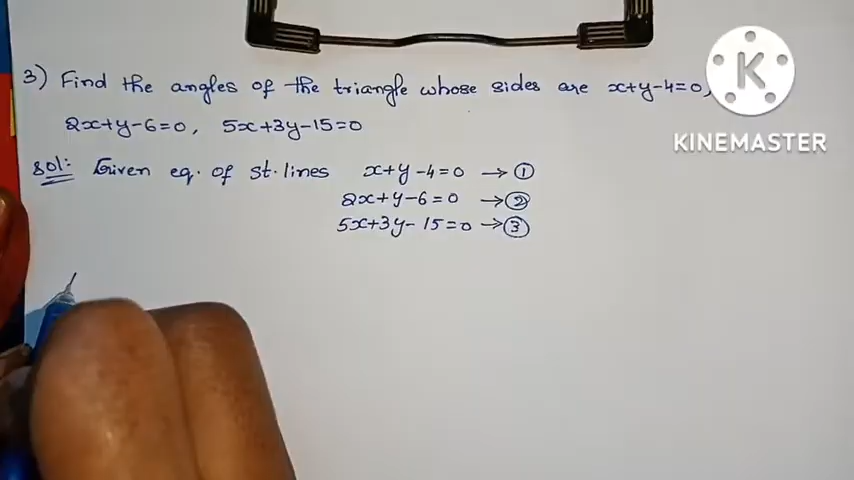 3) Find the angles of the triangle whose sides are x+y-4=0,
2x+y-6=0, 5x+3y-15=0
Sol:- Given eq. of st. lines x+y-4=0 → ①
2x+y-6=0 → ②
5x+3y-15=0 → ③
K
KINEMASTER